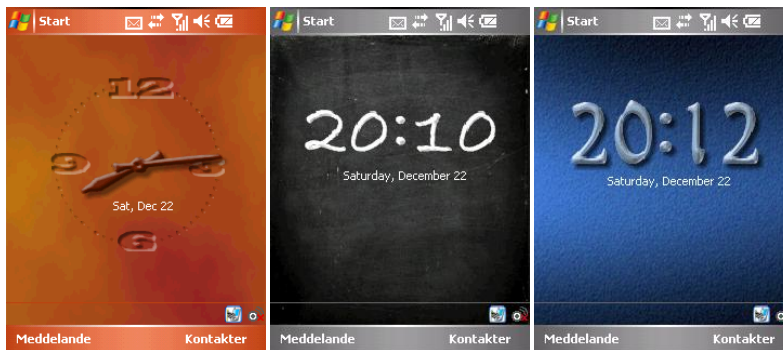 Start
12
9
3
Sat, Dec 22
6
Meddelande Kontakter
Start
20:10
Saturday, December 22
Meddelande Kontakter
Start
20:12
Saturday, December 22
Meddelande Kontakter